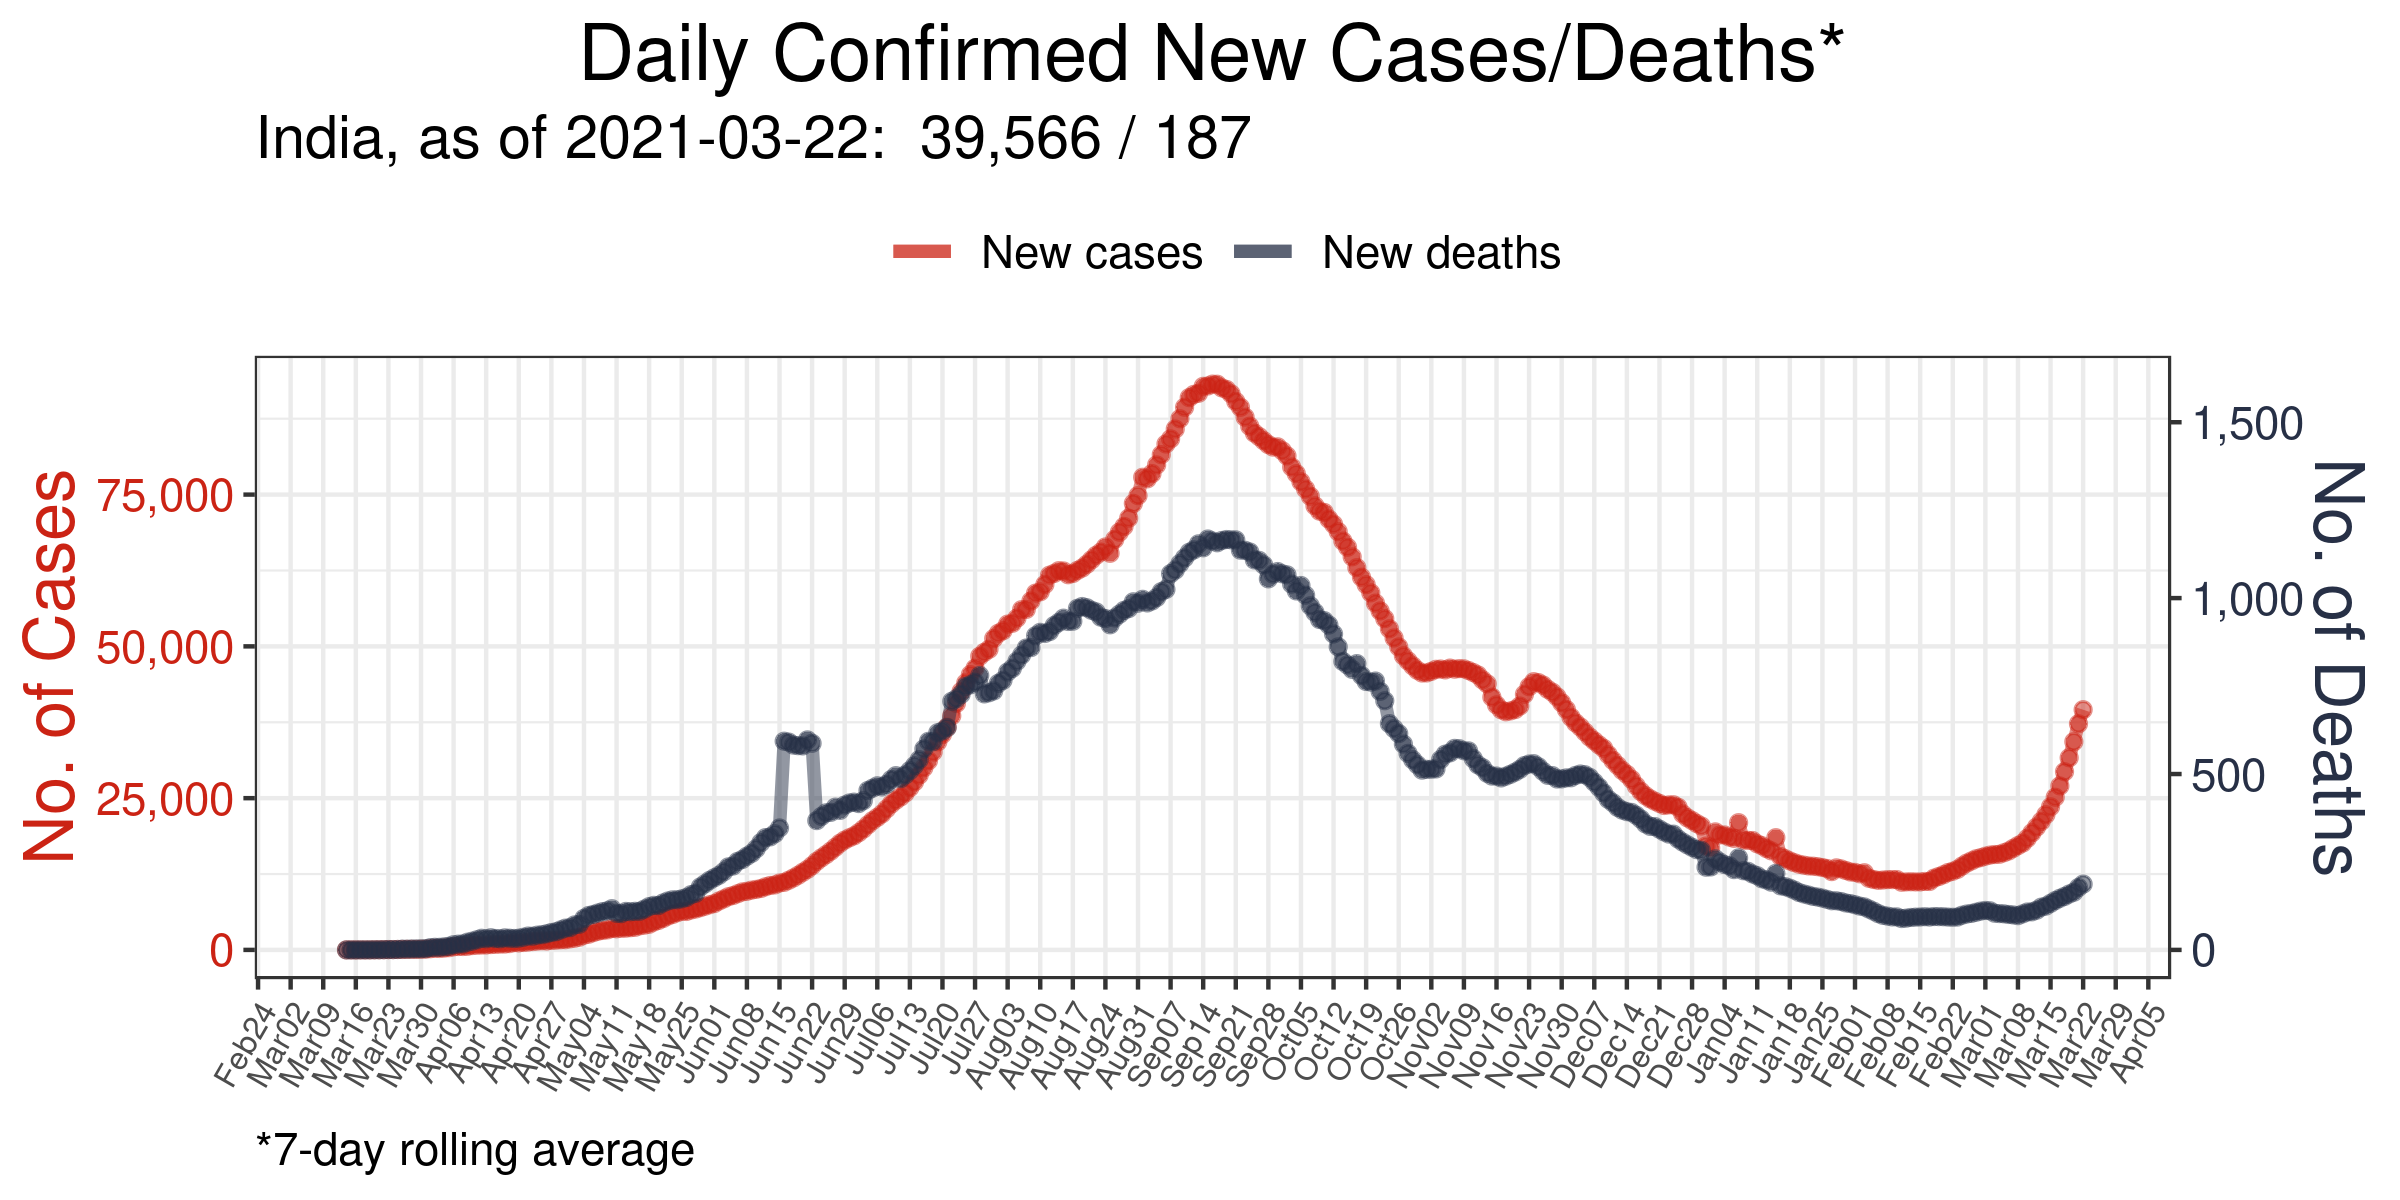 Daily Confirmed New Cases/Deaths*
India, as of 2021-03-22:  39,566 / 187
New cases
New deaths
No. of Cases
75,000
50,000
25,000
0
1,500
1,000
500
0
No. of Deaths
Feb24
Mar02
Mar09
Mar16
Mar23
Mar30
Apr06
Apr13
Apr20
Apr27
May04
May11
May18
May25
Jun01
Jun08
Jun15
Jun22
Jun29
Jul06
Jul13
Jul20
Jul27
Aug03
Aug10
Aug17
Aug24
Aug31
Sep07
Sep14
Sep21
Sep28
Oct05
Oct12
Oct19
Oct26
Nov02
Nov09
Nov16
Nov23
Nov30
Dec07
Dec14
Dec21
Dec28
Jan04
Jan11
Jan18
Jan25
Feb01
Feb08
Feb15
Feb22
Mar01
Mar08
Mar15
Mar22
Mar29
Apr05
*7-day rolling average